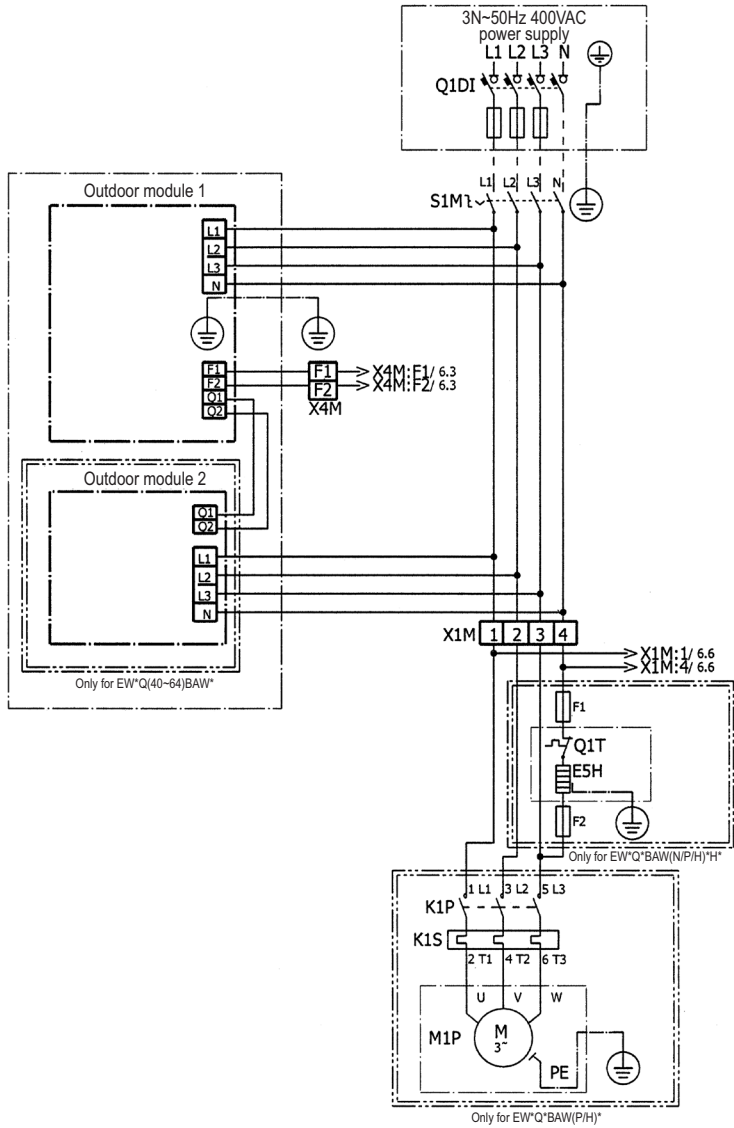 3N~50Hz 400VAC
power supply
L1 L2 L3 N
Q1DI
L1 L2 L3 N
S1M
Outdoor module 1
L1
L2
L3
N
F1
F2
Q1
Q2
F1
F2
X4M
X4M:F1/ 6.3
X4M:F2/ 6.3
Outdoor module 2
Q1
Q2
L1
L2
L3
N
Only for EW*Q(40~64)BAW*
X1M 1 2 3 4
X1M:1/ 6.6
X1M:4/ 6.6
F1
Q1T
E5H
F2
Only for EW*Q*BAW(N/P/H)*H*
1 L1 3 L2 5 L3
K1P
K1S
2 T1 4 T2 6 T3
U V W
M1P
M
3~
PE
Only for EW*Q*BAW(P/H)*